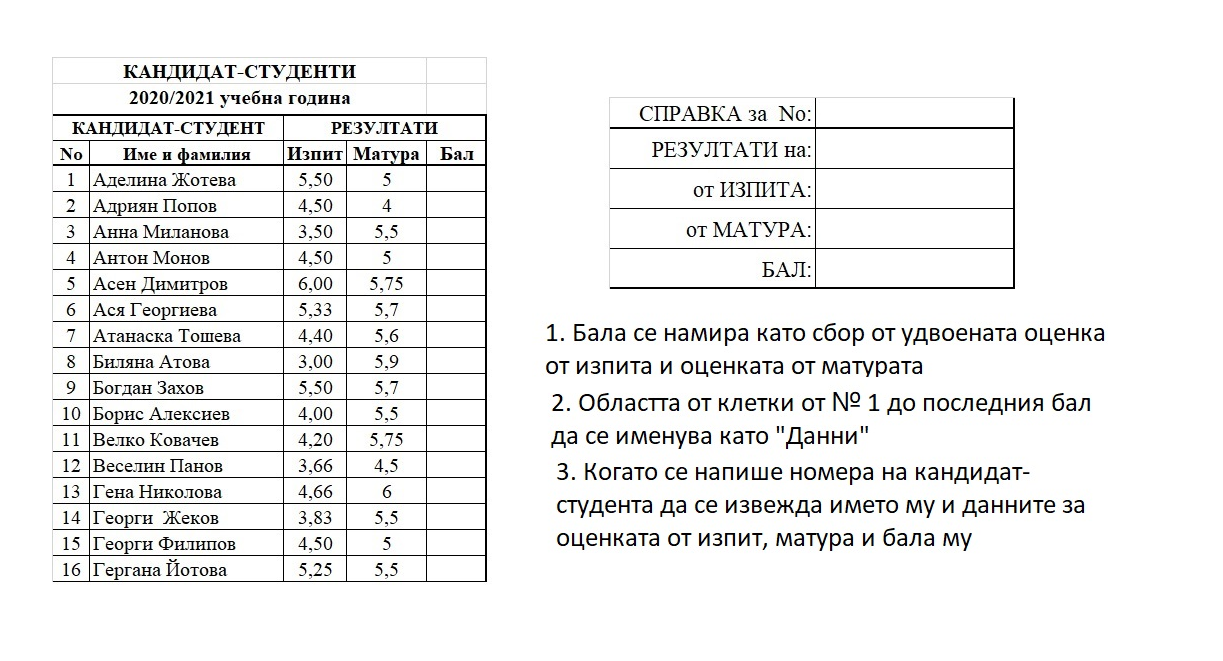 КАНДИДАТ-СТУДЕНТИ
2020/2021 учебна година
КАНДИДАТ-СТУДЕНТ РЕЗУЛТАТИ
No Име и фамилия Изпит Матура Бал
1 Аделина Жотева 5,50 5
2 Адриян Попов 4,50 4
3 Анна Миланова 3,50 5,5
4 Антон Монов 4,50 5
5 Асен Димитров 6,00 5,75
6 Ася Георгиева 5,33 5,7
7 Атанаска Тошева 4,40 5,6
8 Биляна Атова 3,00 5,9
9 Богдан Захов 5,50 5,7
10 Борис Алексиев 4,00 5,5
11 Велко Ковачев 4,20 5,75
12 Веселин Панов 3,66 4,5
13 Гена Николова 4,66 6
14 Георги Жеков 3,83 5,5
15 Георги Филипов 4,50 5
16 Гергана Йотова 5,25 5,5
СПРАВКА за No:
РЕЗУЛТАТИ на:
от ИЗПИТА:
от МАТУРА:
БАЛ:
1. Бала се намира като сбор от удвоената оценка
от изпита и оценката от матурата
2. Областта от клетки от № 1 до последния бал
да се именува като "Данни"
3. Когато се напише номера на кандидат-
студента да се извежда името му и данните за
оценката от изпит, матура и бала му